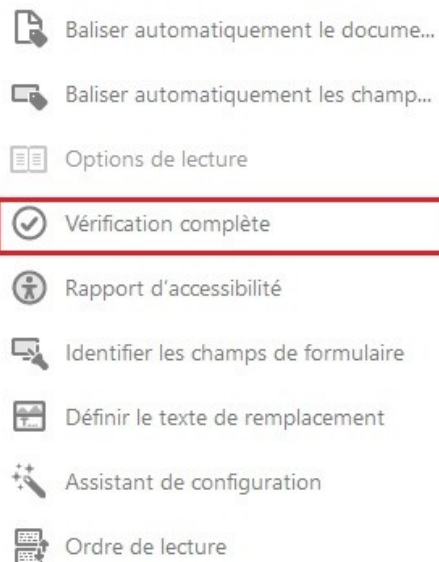 Baliser automatiquement le docume...
Baliser automatiquement les champ...
Options de lecture
Vérification complète
Rapport d'accessibilité
Identifier les champs de formulaire
Définir le texte de remplacement
Assistant de configuration
Ordre de lecture